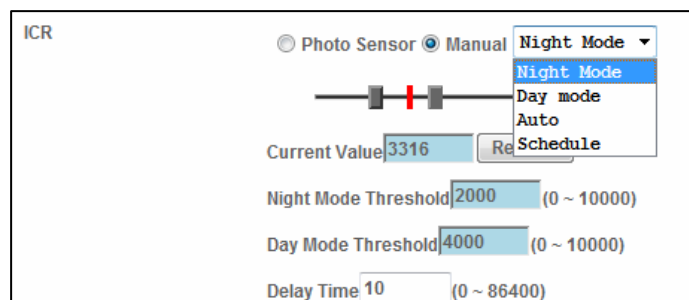 ICR
Photo Sensor Manual Night Mode
Night Mode
Day mode
Auto
Schedule
Current Value 3316
Night Mode Threshold 2000 (0 ~ 10000)
Day Mode Threshold 4000 (0 ~ 10000)
Delay Time 10 (0 ~ 86400)